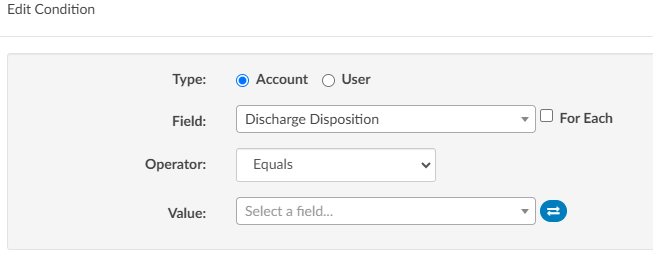 Edit Condition
Type: Account User
Field: Discharge Disposition For Each
Operator: Equals
Value: Select a field...